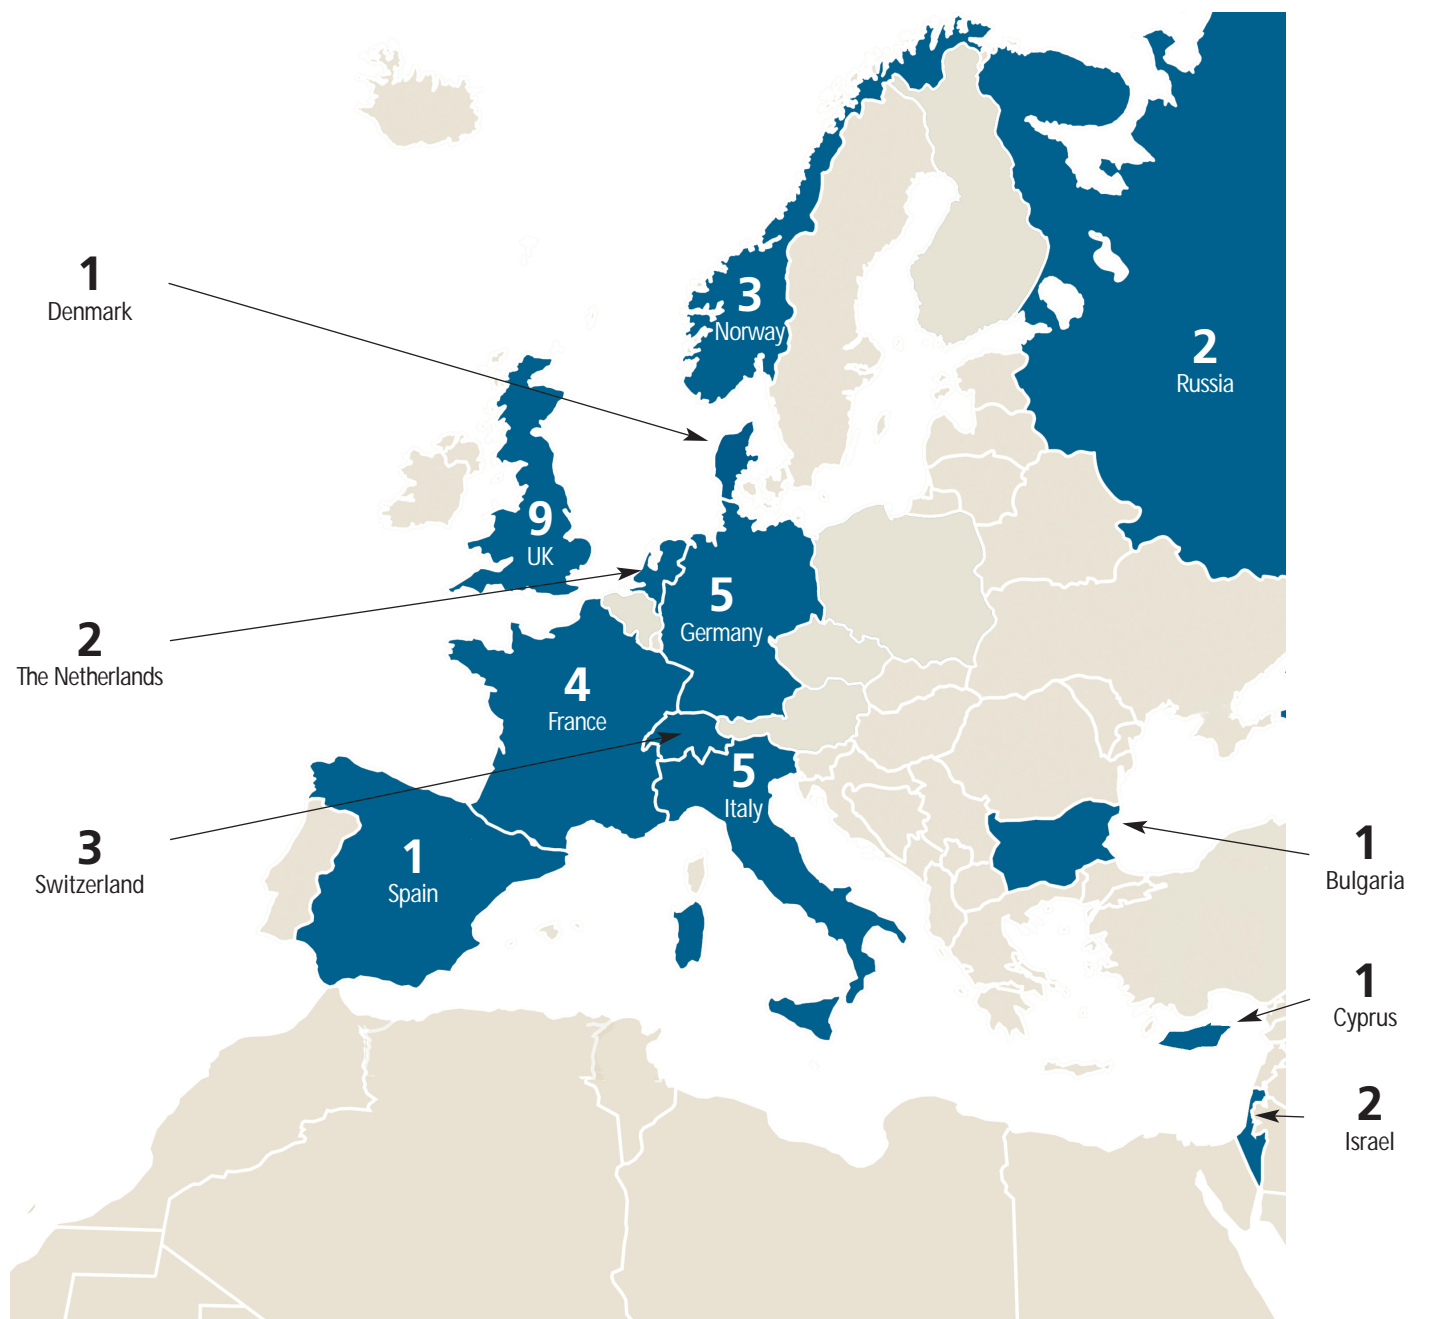 1
Denmark
3
Norway
2
Russia
9
UK
5
Germany
2
The Netherlands
4
France
5
Italy
3
Switzerland
1
Spain
1
Bulgaria
1
Cyprus
2
Israel